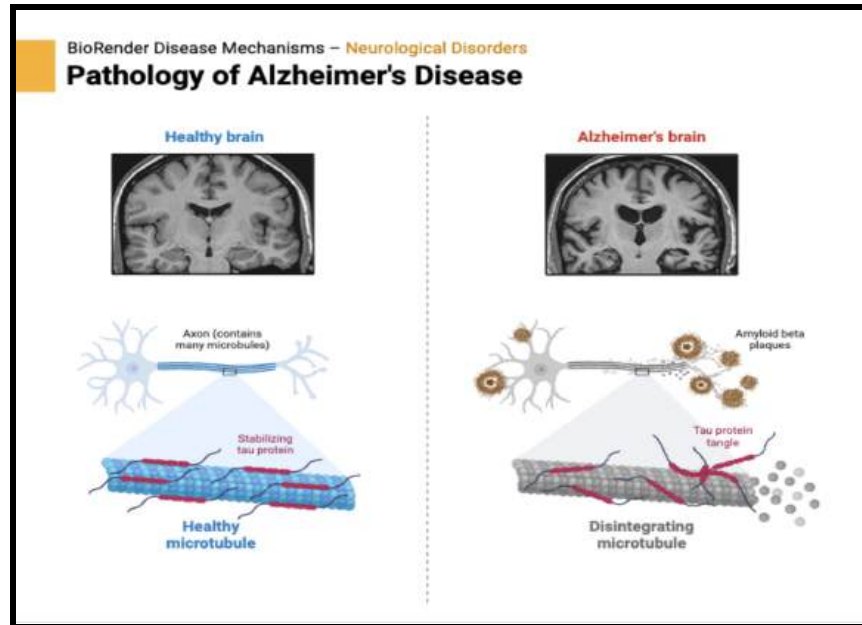 BioRender Disease Mechanisms – Neurological Disorders
Pathology of Alzheimer's Disease
Healthy brain
Axon (contains
many microbules)
Stabilizing
tau protein
Healthy
microtubule
Alzheimer's brain
Amyloid beta
plaques
Tau protein
tangle
Disintegrating
microtubule